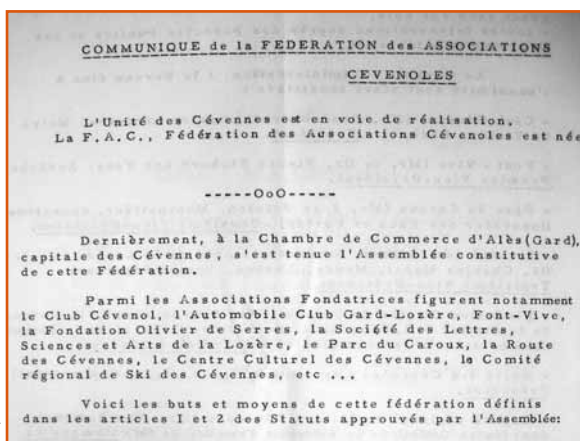 COMMUNIQUE de la FEDERATION des ASSOCIATIONS
CEVENOLES
L'Unité des Cévennes est en voie de réalisation.
La F.A.C., Fédération des Associations Cévenoles est née
-----OoO-----
Dernièrement, à la Chambre de Commerce d'Alès(Gard),
capitale des Cévennes, s'est tenue l'Assemblée constitutive
de cette Fédération.
Parmi les Associations Fondatrices figurent notamment
le Club Cévenol, l'Automobile Club Gard-Lozère, Font-Vive,
la Fondation Olivier de Serres, la Société des Lettres,
Sciences et Arts de la Lozère, le Parc du Caroux, la Route
des Cévennes, le Centre Culturel des Cévennes, le Comité
régional de Ski des Cévennes, etc ...
Voici les buts et moyens de cette fédération définis
dans les articles I et 2 des Statuts approuvés par l'Assemblée: